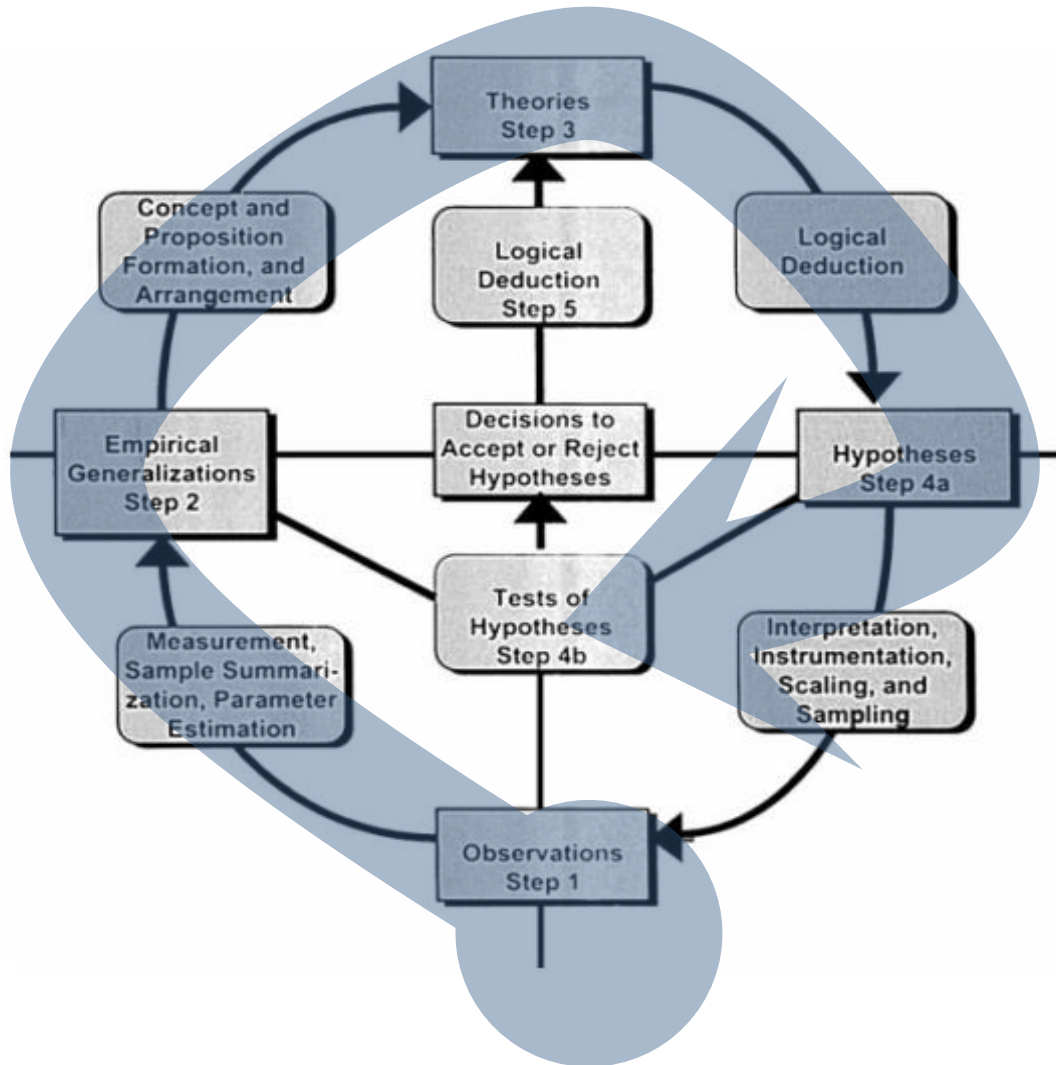 Theories
Step 3
Concept and
Proposition
Formation, and
Arrangement
Logical
Deduction
Step 5
Logical
Deduction
Empirical
Generalizations
Step 2
Decisions to
Accept or Reject
Hypotheses
Hypotheses
Step 4a
Tests of
Hypotheses
Step 4b
Measurement,
Sample Summari-
zation, Parameter
Estimation
Interpretation,
Instrumentation,
Scaling, and
Sampling
Observations
Step 1